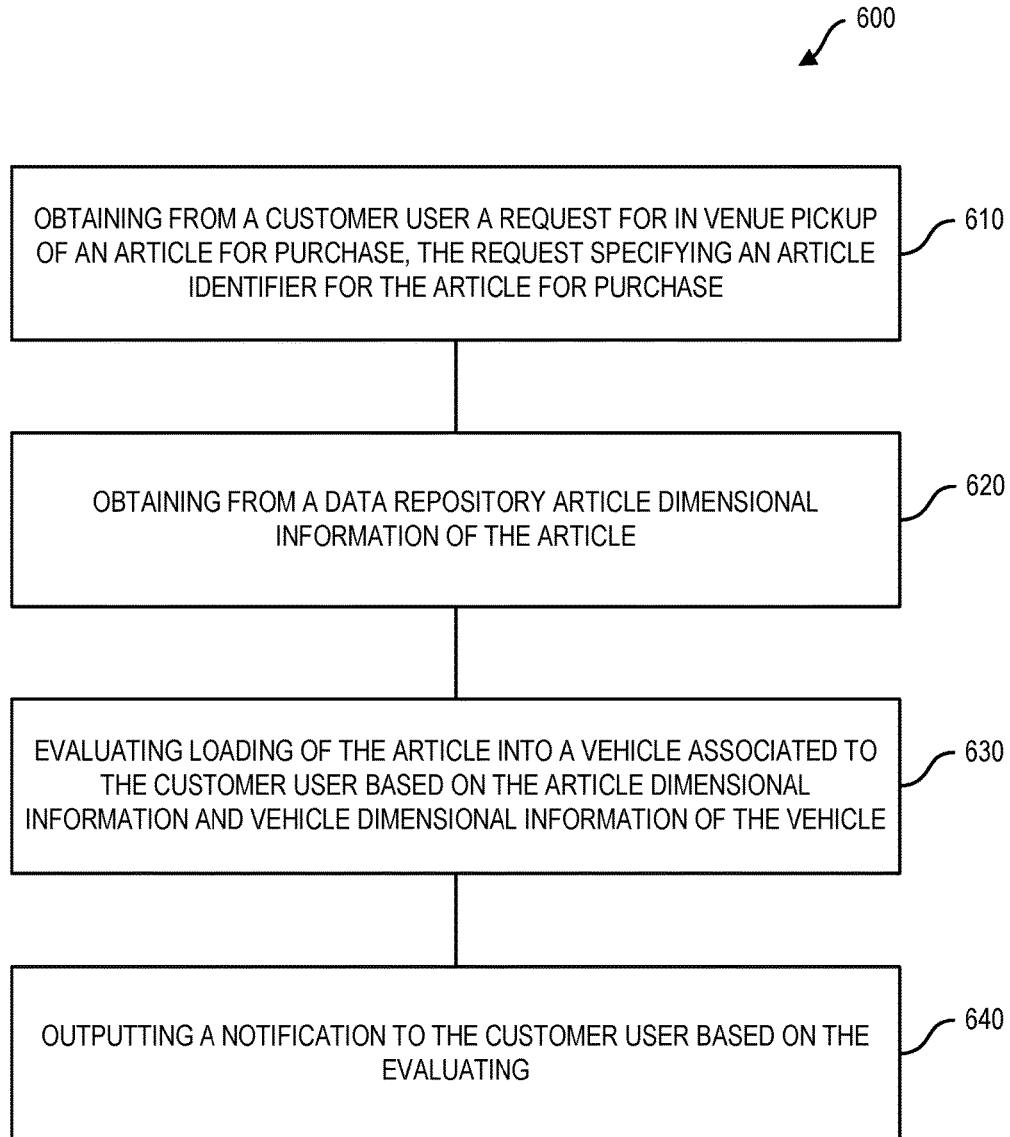 600
OBTAINING FROM A CUSTOMER USER A REQUEST FOR IN VENUE PICKUP
OF AN ARTICLE FOR PURCHASE, THE REQUEST SPECIFYING AN ARTICLE
IDENTIFIER FOR THE ARTICLE FOR PURCHASE
610
OBTAINING FROM A DATA REPOSITORY ARTICLE DIMENSIONAL
INFORMATION OF THE ARTICLE
620
EVALUATING LOADING OF THE ARTICLE INTO A VEHICLE ASSOCIATED TO
THE CUSTOMER USER BASED ON THE ARTICLE DIMENSIONAL
INFORMATION AND VEHICLE DIMENSIONAL INFORMATION OF THE VEHICLE
630
OUTPUTTING A NOTIFICATION TO THE CUSTOMER USER BASED ON THE
EVALUATING
640